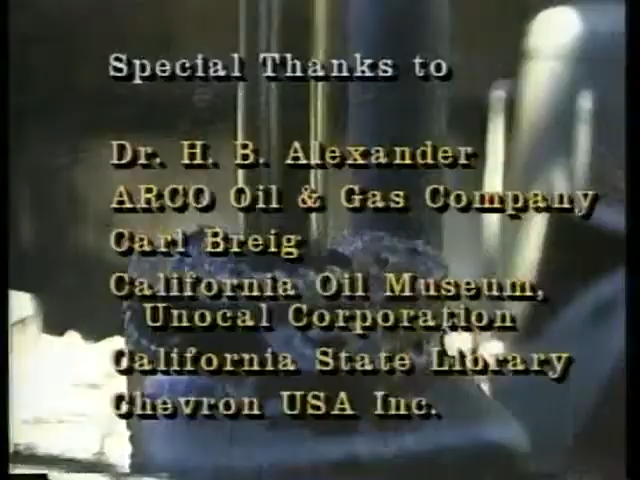 Special Thanks to
Dr. H. B. Alexander
ARCO Oil & Gas Company
Carl Breig
California Oil Museum,
Unocal Corporation
California State Library
Chevron USA Inc.